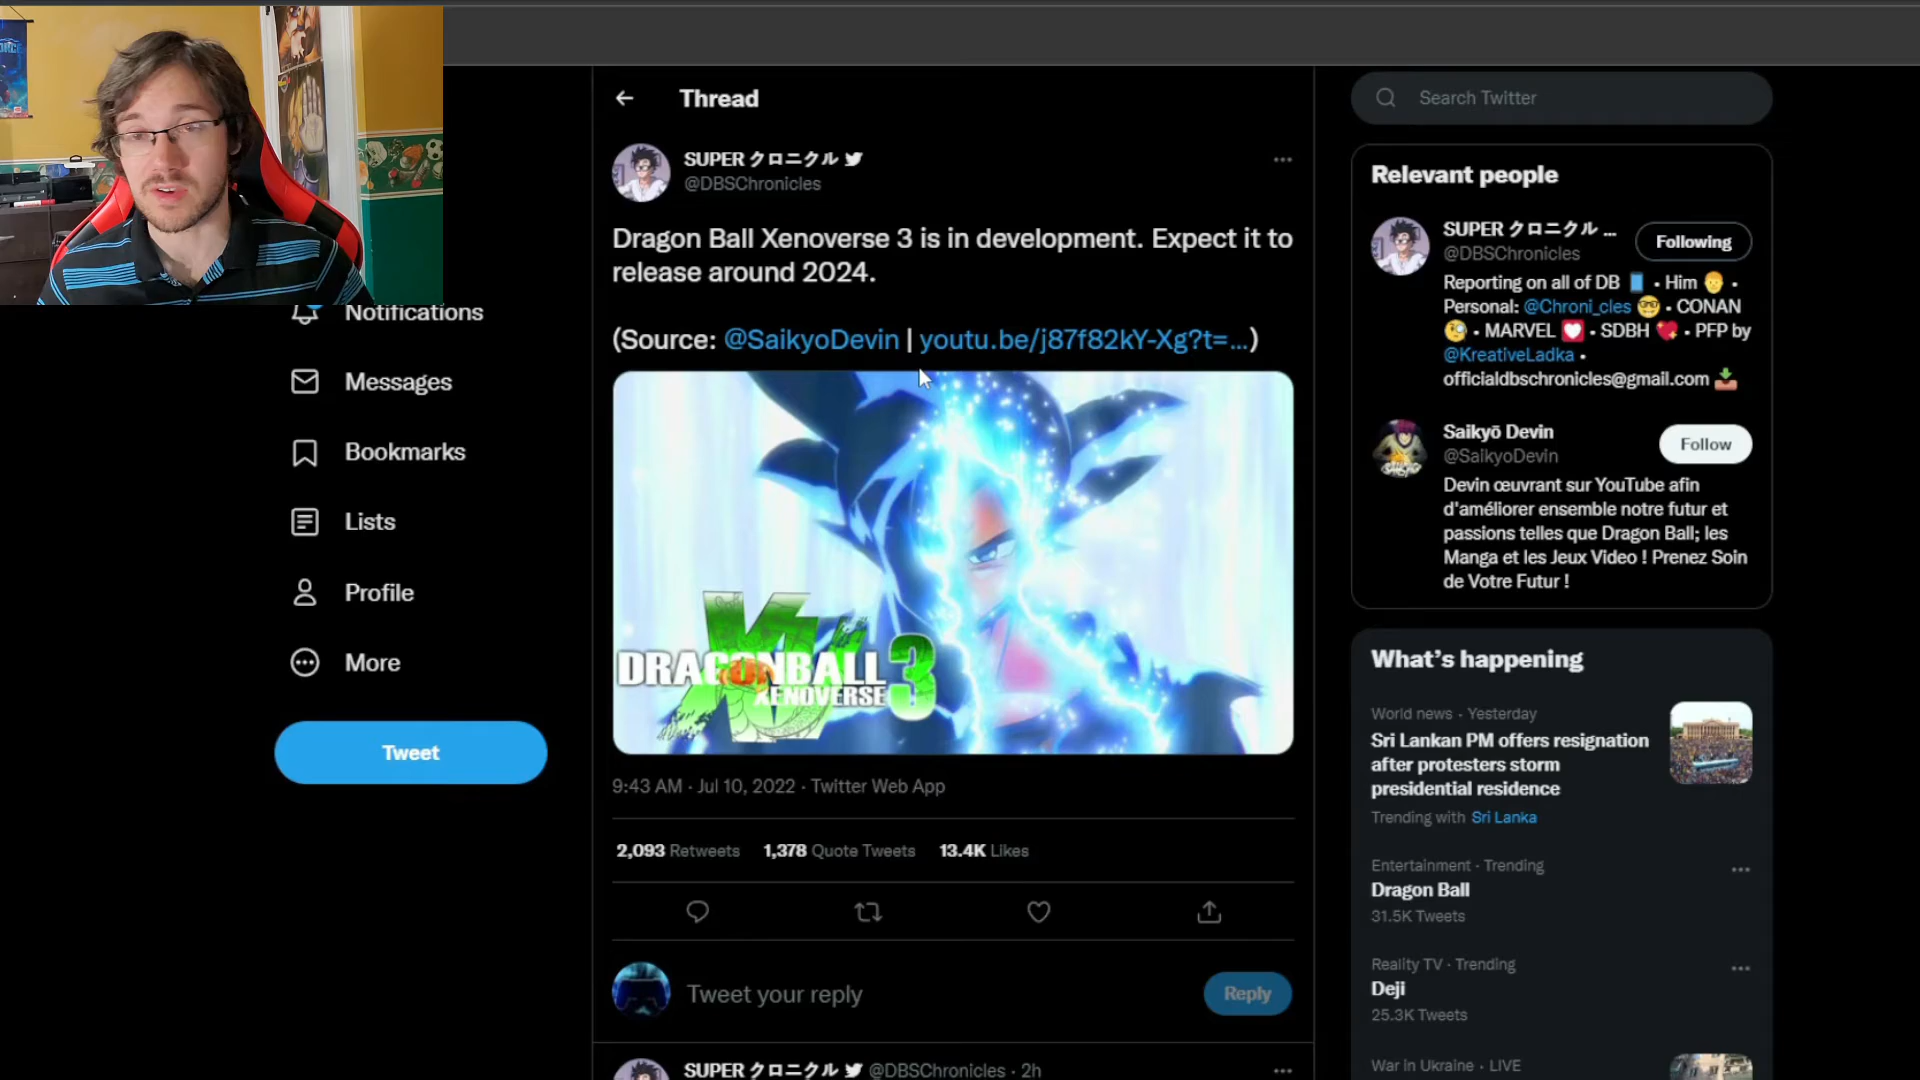 Thread
SUPER クロニクル
@DBSChronicles
Dragon Ball Xenoverse 3 is in development. Expect it to
release around 2024.
(Source: @SaikyoDevin | youtu.be/j87f82kY-Xg?t=...)
DRAGONBALL
XENOVERSE 3
9:43 AM · Jul 10, 2022 · Twitter Web App
2,093 Retweets 1,378 Quote Tweets 13.4K Likes
Tweet your reply
Reply
SUPER クロニクル @DBSChronicles · 2h
Notifications
Messages
Bookmarks
Lists
Profile
More
Tweet
Search Twitter
Relevant people
SUPER クロニクル ...
@DBSChronicles
Following
Reporting on all of DB • Him •
Personal: @Chroni_cles • CONAN
• MARVEL • SDBH • PFP by
@KreativeLadka •
officialdbschronicles@gmail.com
Saikyō Devin
@SaikyoDevin
Follow
Devin œuvrant sur YouTube afin
d'améliorer ensemble notre futur et
passions telles que Dragon Ball; les
Manga et les Jeux Video ! Prenez Soin
de Votre Futur !
What's happening
World news · Yesterday
Sri Lankan PM offers resignation
after protesters storm
presidential residence
Trending with Sri Lanka
Entertainment · Trending
Dragon Ball
31.5K Tweets
Reality TV · Trending
Deji
25.3K Tweets
War in Ukraine · LIVE